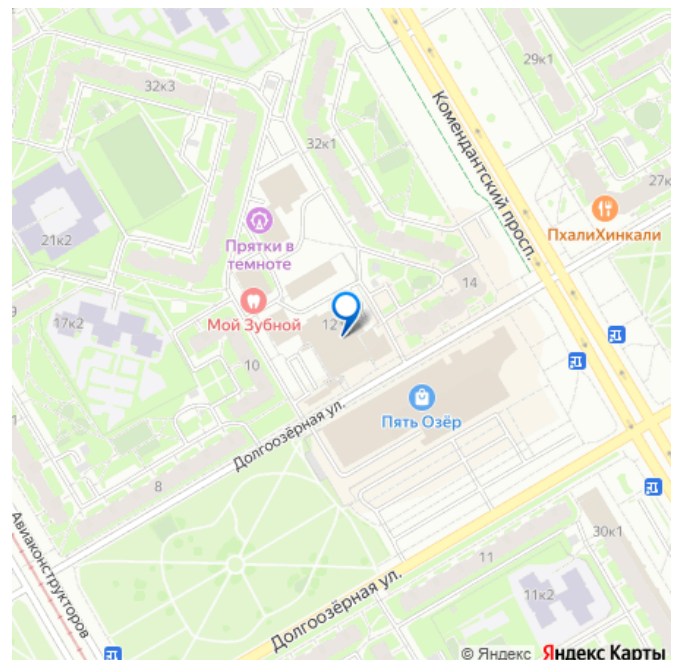 32к3
29к1
32к1
Комендантский просп.
27к
ПхалиХинкали
21к2
Прятки в
темноте
14
17к2
Мой Зубной
12
10
Пять Озёр
Долгоозёрная ул.
8
Авиаконструкторов
30к1
11
11к2
Долгоозёрная ул.
© Яндекс Яндекс Карты